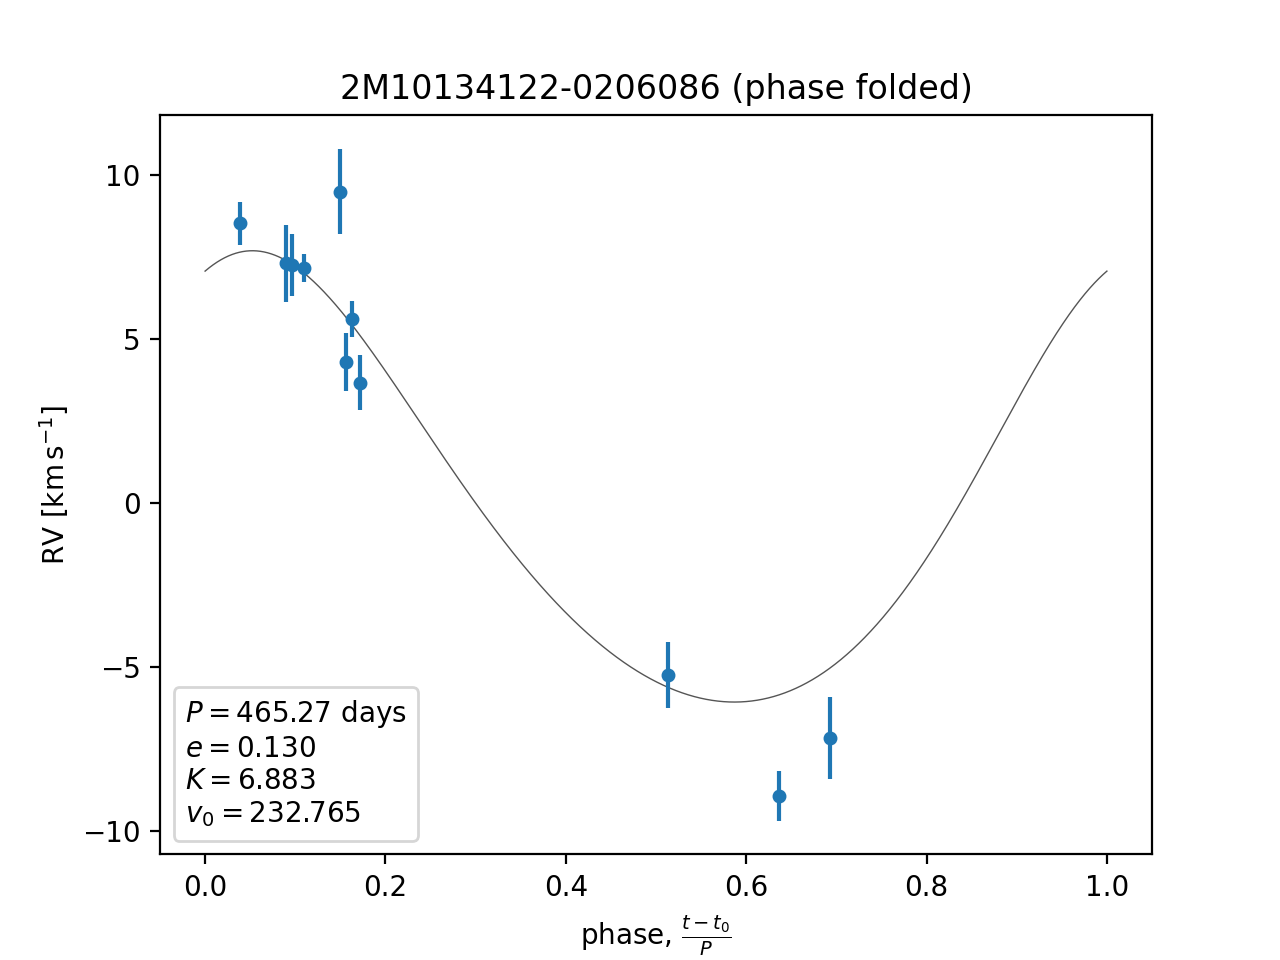 2M10134122-0206086 (phase folded)
RV [km s⁻¹]
10
5
0
−5
−10
P = 465.27 days
e = 0.130
K = 6.883
v₀ = 232.765
0.0 0.2 0.4 0.6 0.8 1.0
phase, (t − t₀)/P